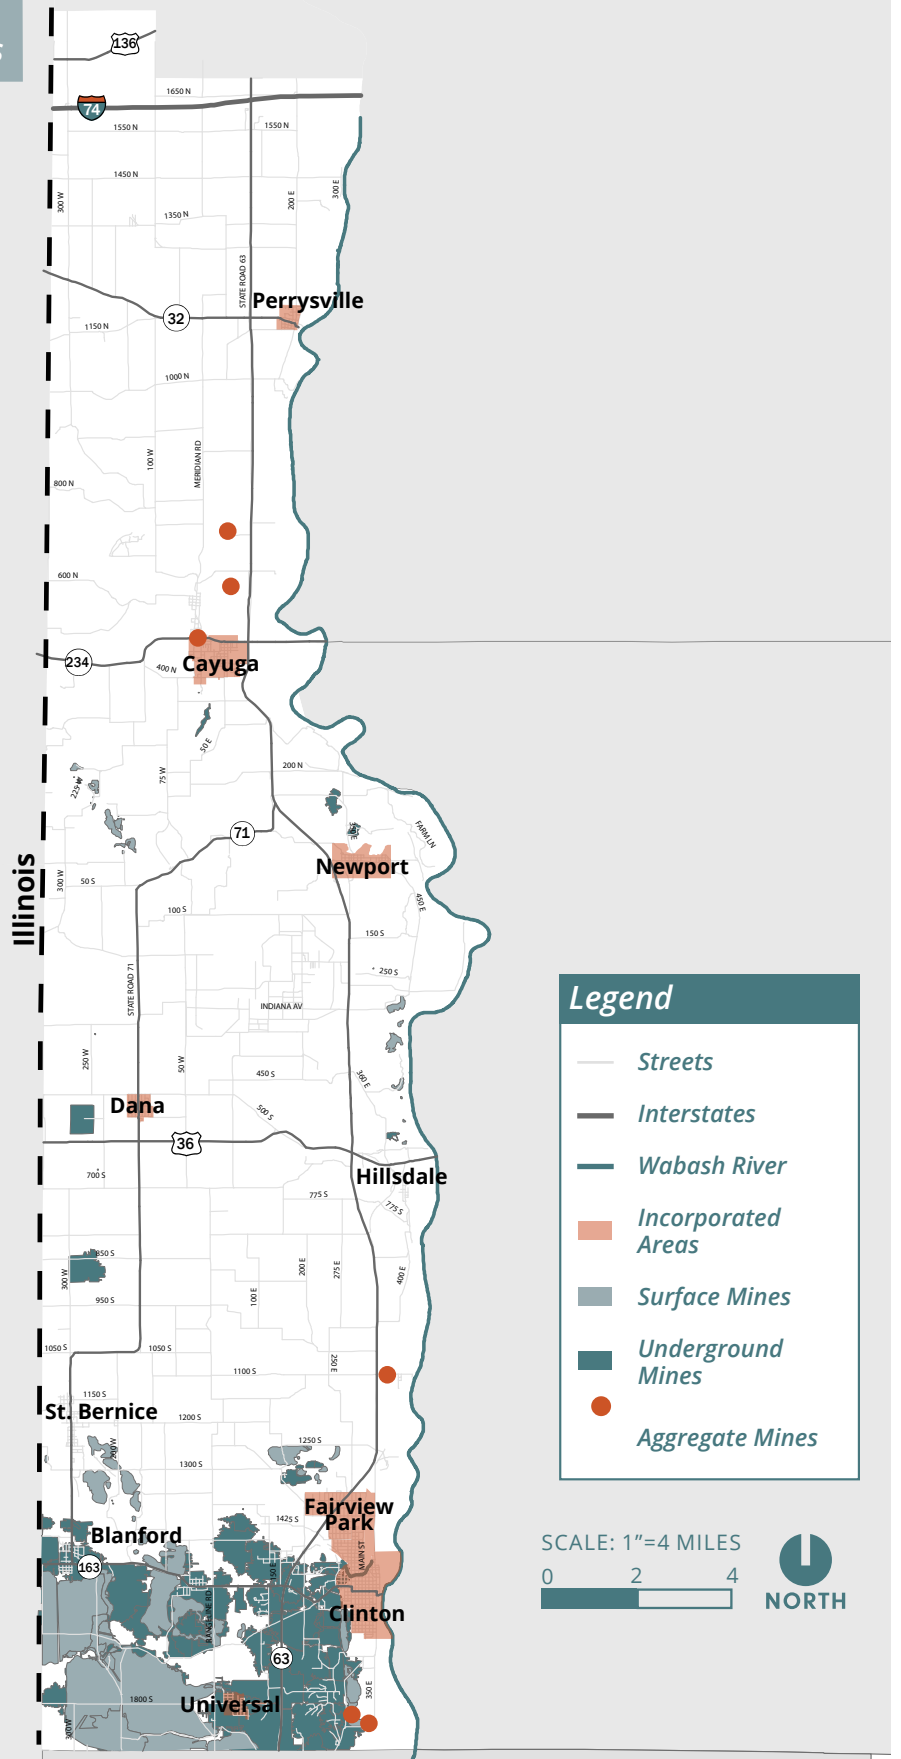 136
1650 N
74
1550 N
1550 N
1450 N
300 W
200 E
300 E
1350 N
STATE ROAD 63
Perrysville
32
1150 N
1000 N
100 W
MERIDIAN RD
800 N
600 N
234
Cayuga
400 N
50 E
200 N
75 W
225 W
71
FARM LN
Newport
300 W
50 S
450 E
100 S
150 S
250 S
STATE ROAD 71
INDIANA AV
Illinois
250 W
50 W
450 S
360 E
Dana
500 S
36
700 S
Hillsdale
775 S
775 S
850 S
300 W
200 E
275 E
400 E
950 S
100 E
1050 S
1050 S
250 E
1100 S
1150 S
St. Bernice
1200 S
1250 S
1300 S
Fairview
Park
1425 S
Blanford
MAIN ST
163
150 E
RANGELINE RD
Clinton
63
350 E
1800 S
Universal
300 W
Legend
Streets
Interstates
Wabash River
Incorporated
Areas
Surface Mines
Underground
Mines
Aggregate Mines
SCALE: 1”=4 MILES
0 2 4
NORTH